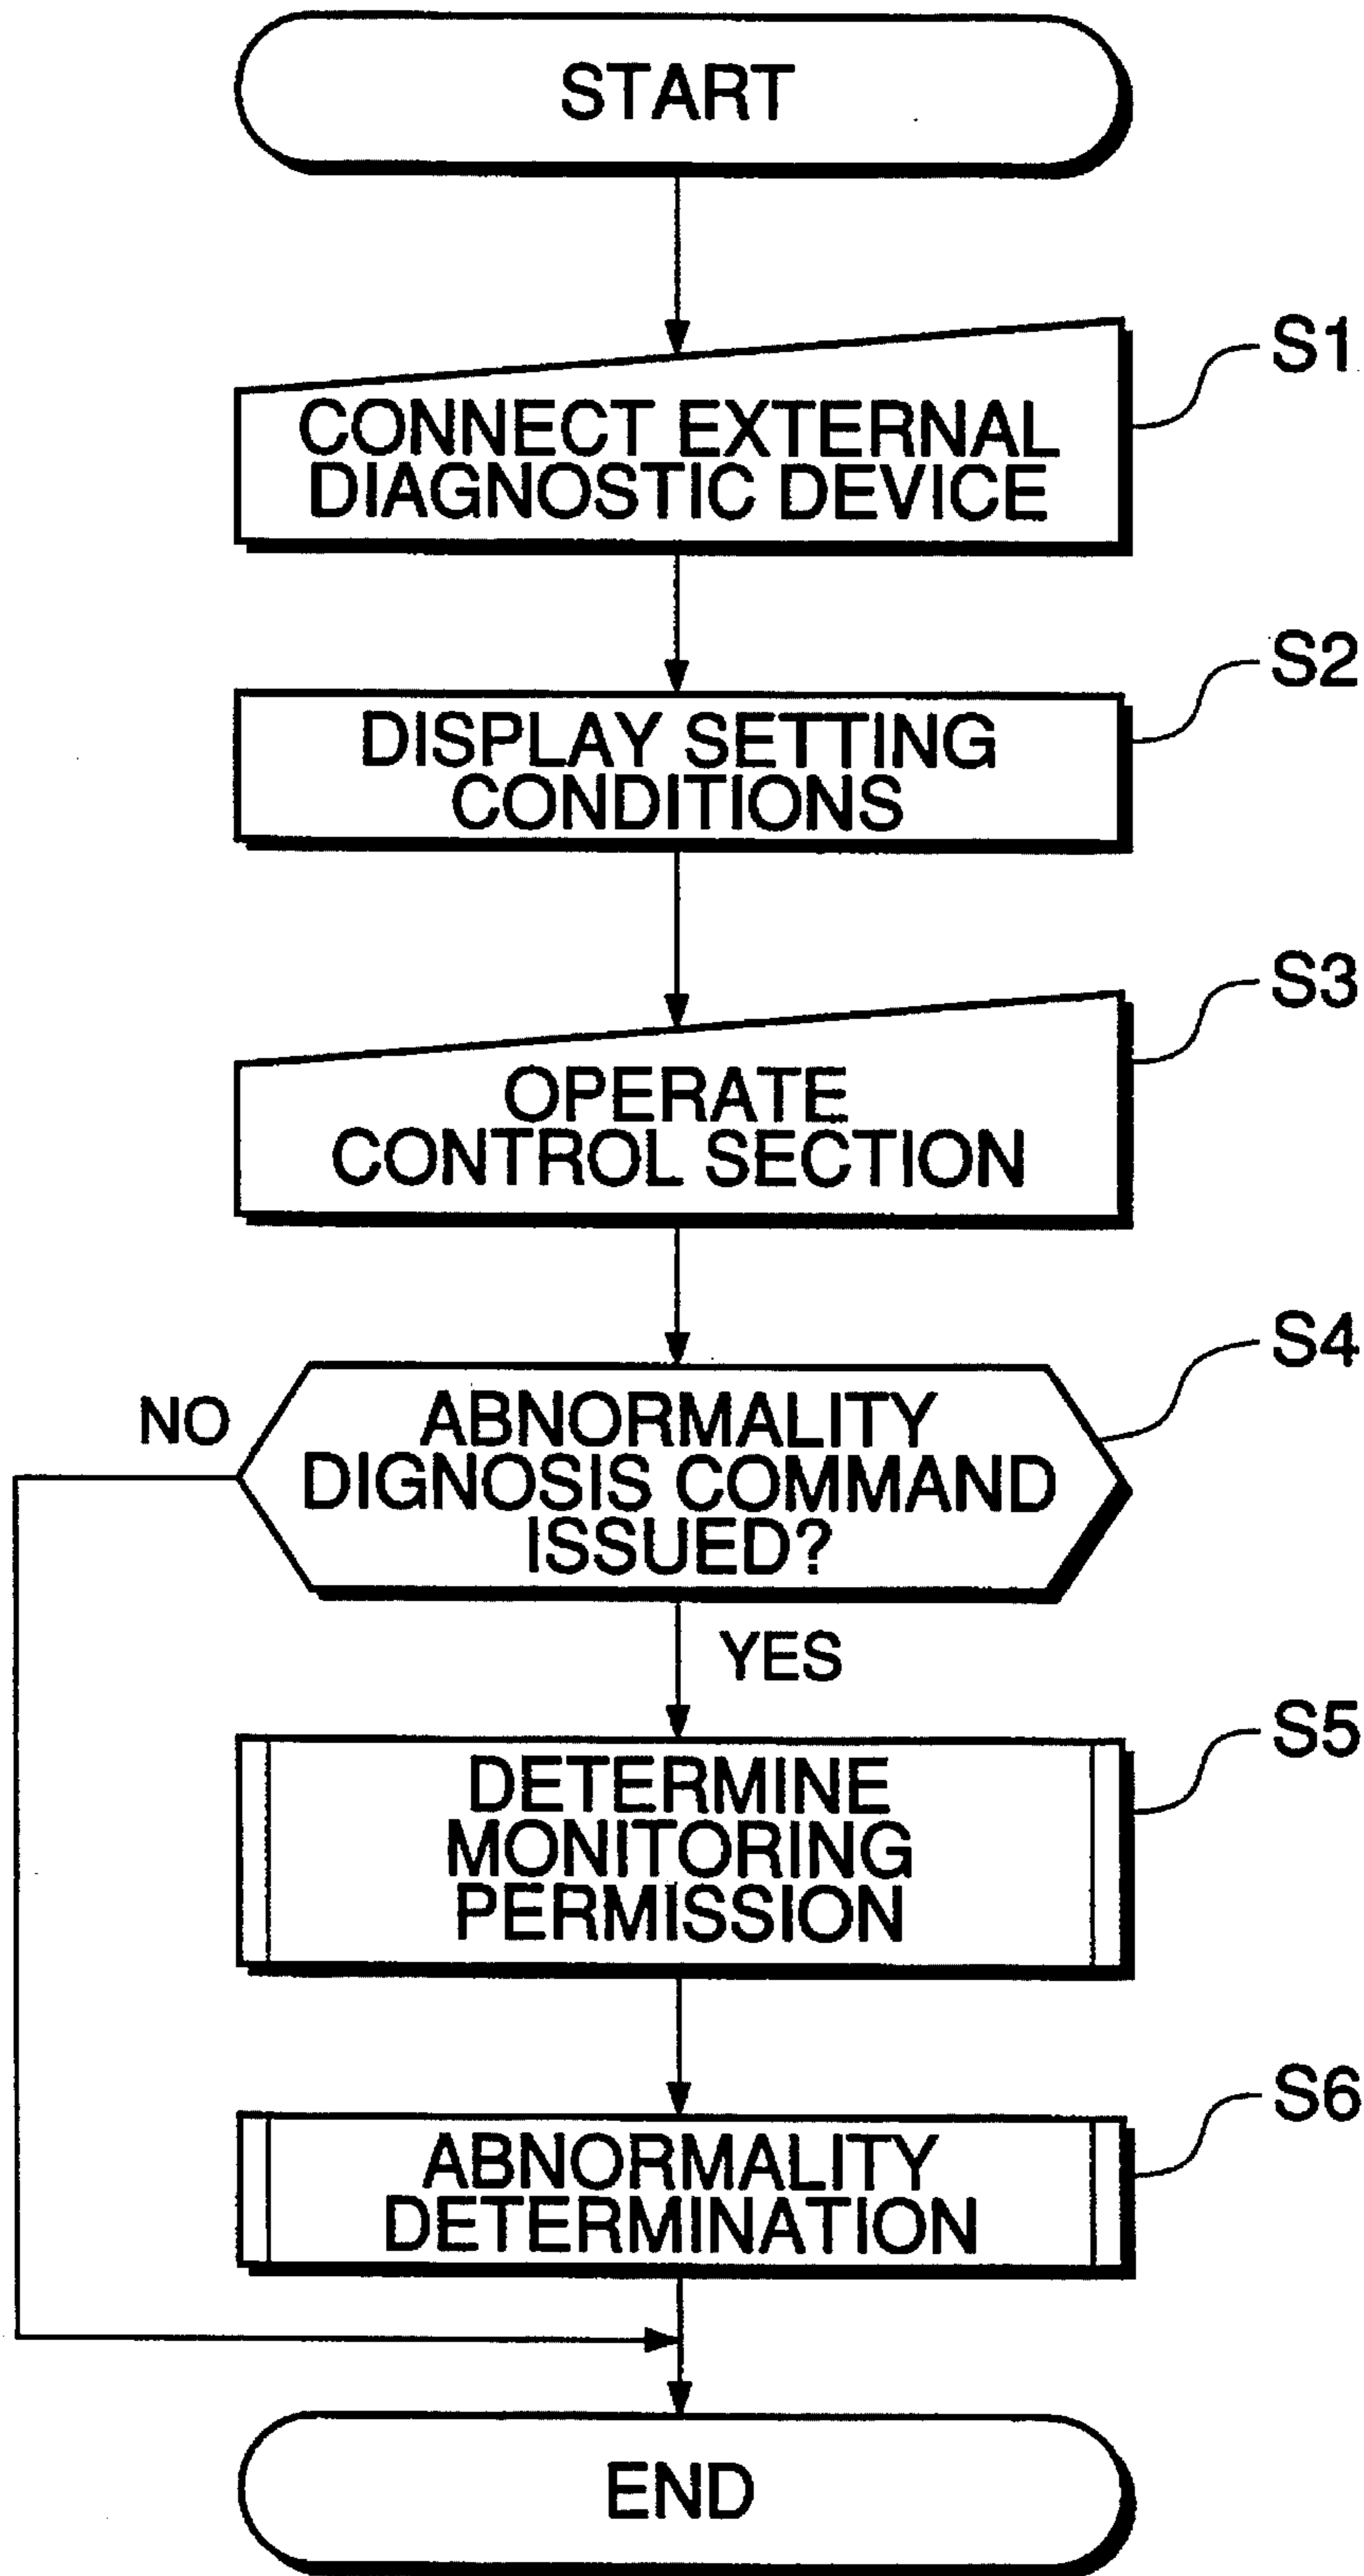 START
S1
CONNECT EXTERNAL
DIAGNOSTIC DEVICE
S2
DISPLAY SETTING
CONDITIONS
S3
OPERATE
CONTROL SECTION
S4
NO
ABNORMALITY
DIGNOSIS COMMAND
ISSUED?
YES
S5
DETERMINE
MONITORING
PERMISSION
S6
ABNORMALITY
DETERMINATION
END